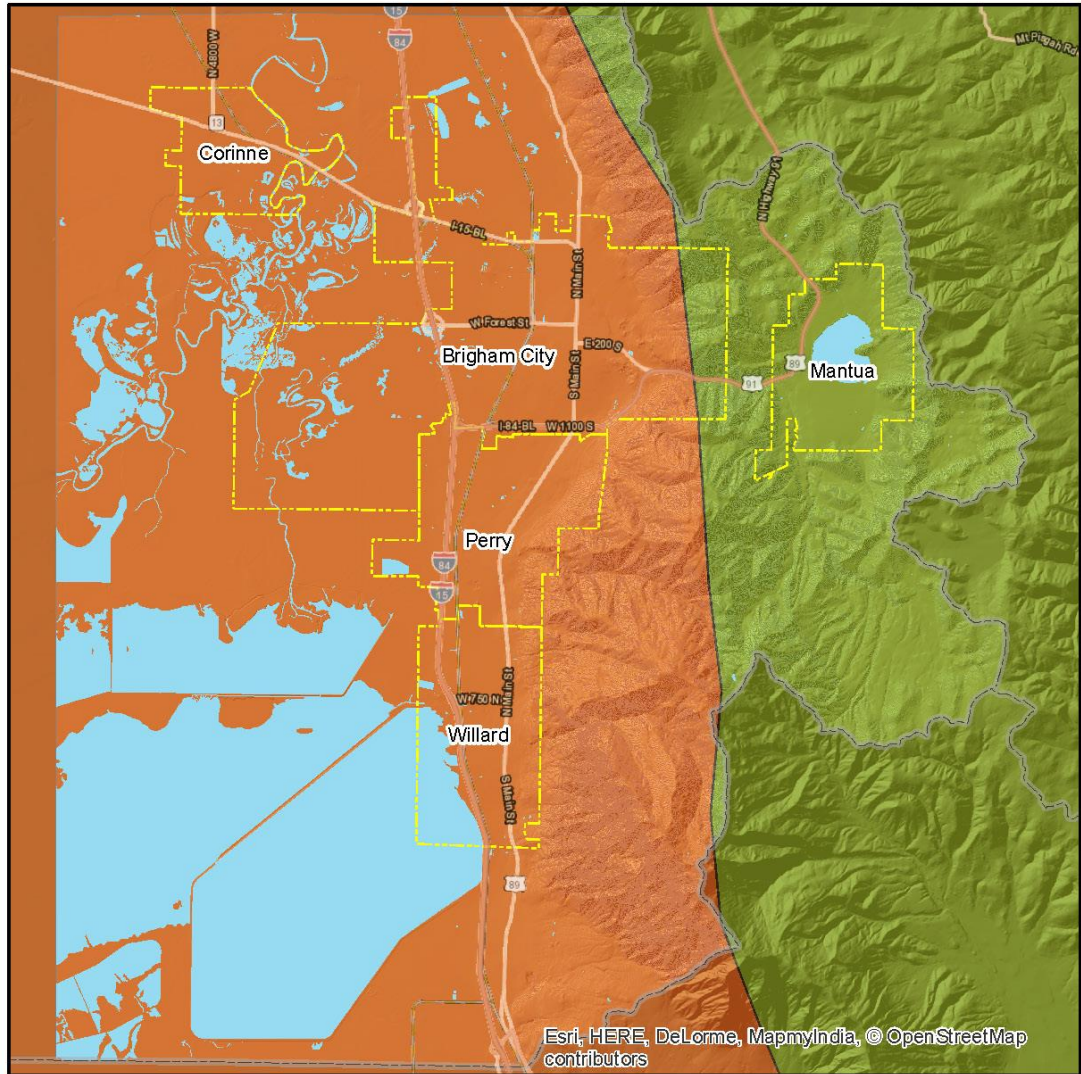 15
84
Mt Pisgah Rd
N 4800 W
13
Corinne
N Highway 91
I-15-BL
N Main St
W Forest St
E 200 S
Brigham City
S Main St
89
Mantua
91
I-84-BL W 1100 S
Perry
84
15
W 750 N
N Main St
Willard
S Main St
89
Esri, HERE, DeLorme, MapmyIndia, © OpenStreetMap
contributors